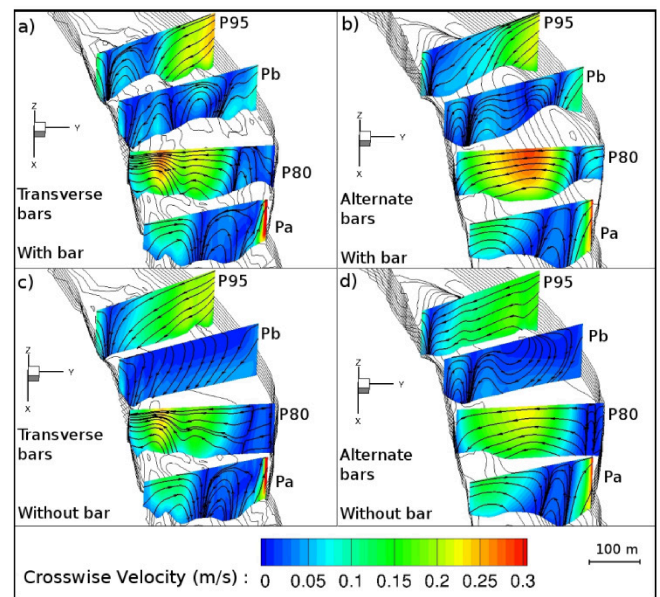 a)
P95
Pb
P80
Pa
Z
Y
X
Transverse
bars
With bar
b)
P95
Pb
P80
Pa
Z
Y
X
Alternate
bars
With bar
c)
P95
Pb
P80
Pa
Z
Y
X
Transverse
bars
Without bar
d)
P95
Pb
P80
Pa
Z
Y
X
Alternate
bars
Without bar
Crosswise Velocity (m/s) : 0 0.05 0.1 0.15 0.2 0.25 0.3
100 m